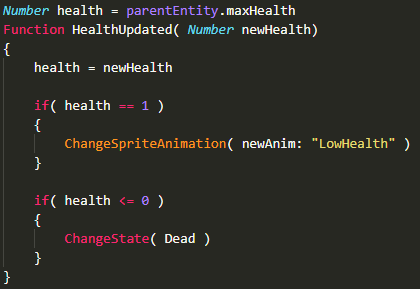 Number health = parentEntity.maxHealth
Function HealthUpdated( Number newHealth)
{
    health = newHealth

    if( health == 1 )
    {
        ChangeSpriteAnimation( newAnim: "LowHealth" )
    }

    if( health <= 0 )
    {
        ChangeState( Dead )
    }
}